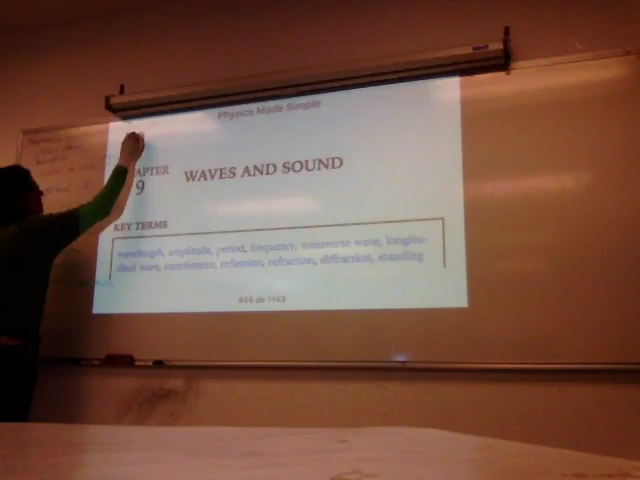 Physics Made Simple
APTER
9
WAVES AND SOUND
KEY TERMS
wavelength, amplitude, period, frequency, transverse wave, longitu-
dinal wave, interference, reflection, refraction, diffraction, standing
444 de 1143